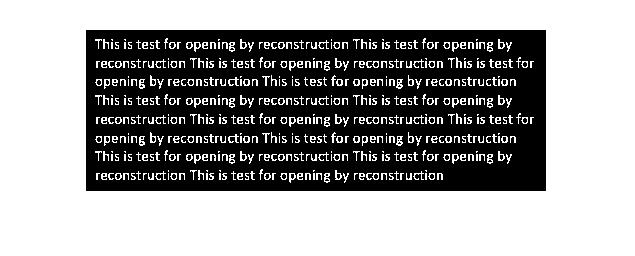 This is test for opening by reconstruction This is test for opening by
reconstruction This is test for opening by reconstruction This is test for
opening by reconstruction This is test for opening by reconstruction
This is test for opening by reconstruction This is test for opening by
reconstruction This is test for opening by reconstruction This is test for
opening by reconstruction This is test for opening by reconstruction
This is test for opening by reconstruction This is test for opening by
reconstruction This is test for opening by reconstruction